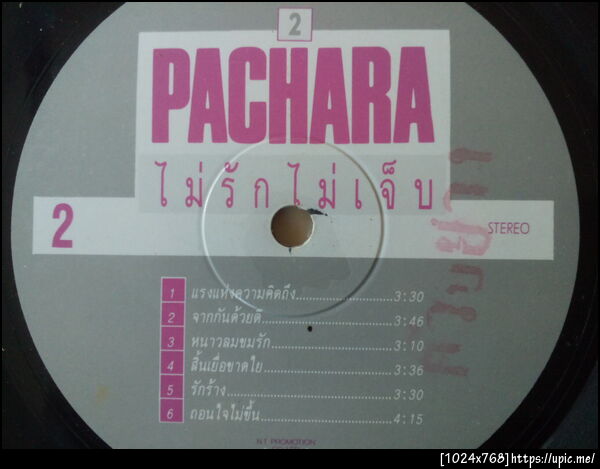 2
PACHARA
ไม่รักไม่เจ็บ
2
STEREO
1 แรงแห่งความคิดถึง 3:30
2 จากกันด้วยดี 3:46
3 หนาวลมขมรัก 3:10
4 สิ้นเยื่อขาดใย 3:36
5 รักร้าง 3:30
6 ถอนใจไม่ขึ้น 4:15
N.T PROMOTION
[1024x768]https://upic.me/